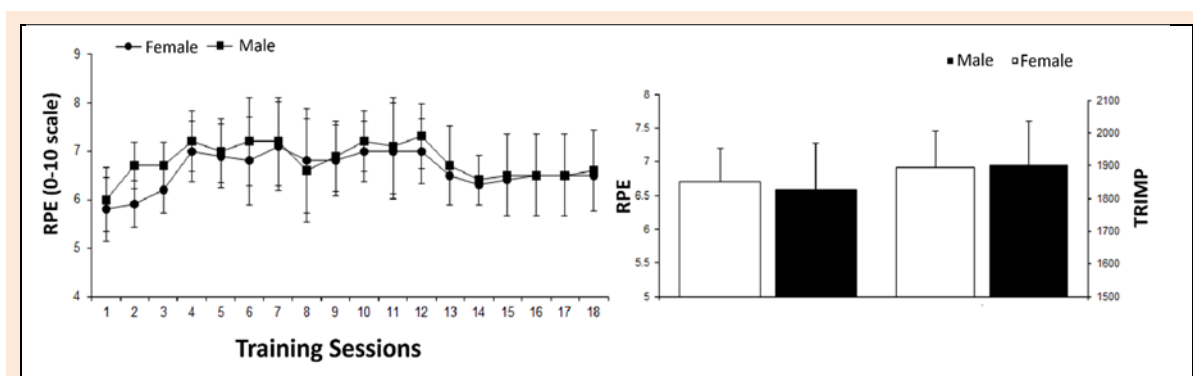 Female Male
RPE (0-10 scale)
9
8
7
6
5
4
1 2 3 4 5 6 7 8 9 10 11 12 13 14 15 16 17 18
Training Sessions
Male Female
RPE
8
7.5
7
6.5
6
5.5
5
2100
2000
1900
1800
1700
1600
1500
TRIMP